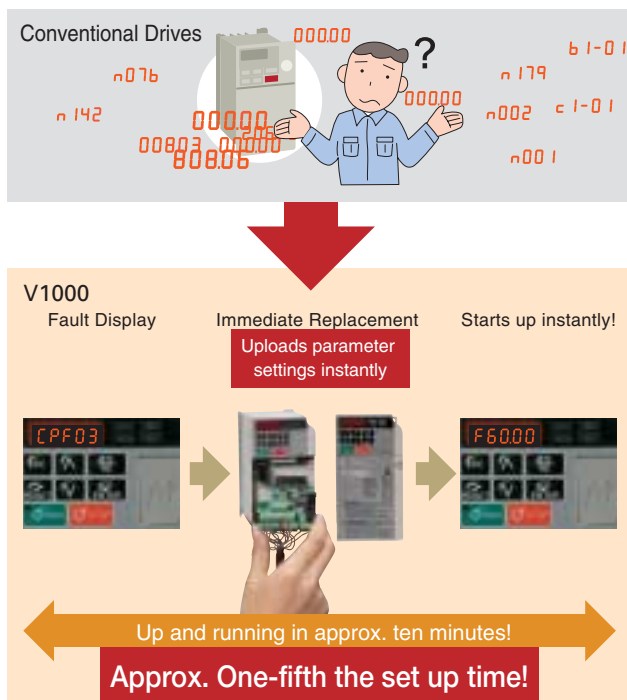 Conventional Drives
000.00
?
b1-01
n076
n179
000.00
n142
n002
c1-01
000.00
008.03 000.00
808.06
n001
V1000
Fault Display
Immediate Replacement
Starts up instantly!
Uploads parameter
settings instantly
CPF03
F60.00
Up and running in approx. ten minutes!
Approx. One-fifth the set up time!